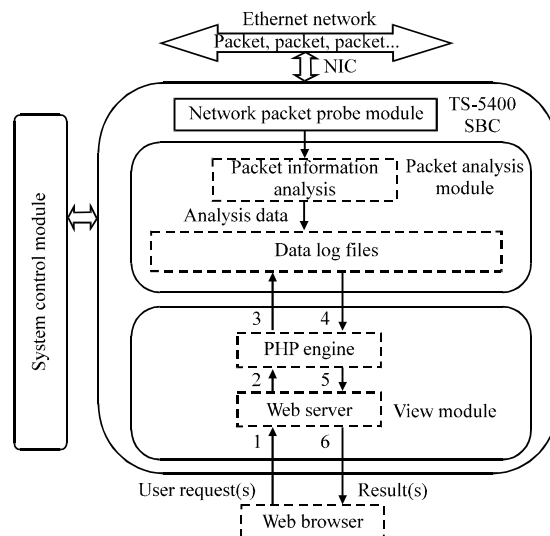 Ethernet network
Packet, packet, packet...
NIC
TS-5400
SBC
Network packet probe module
Packet information
analysis
Packet analysis
module
Analysis data
Data log files
System control module
3
4
PHP engine
2
5
Web server
View module
1
6
User request(s)
Result(s)
Web browser